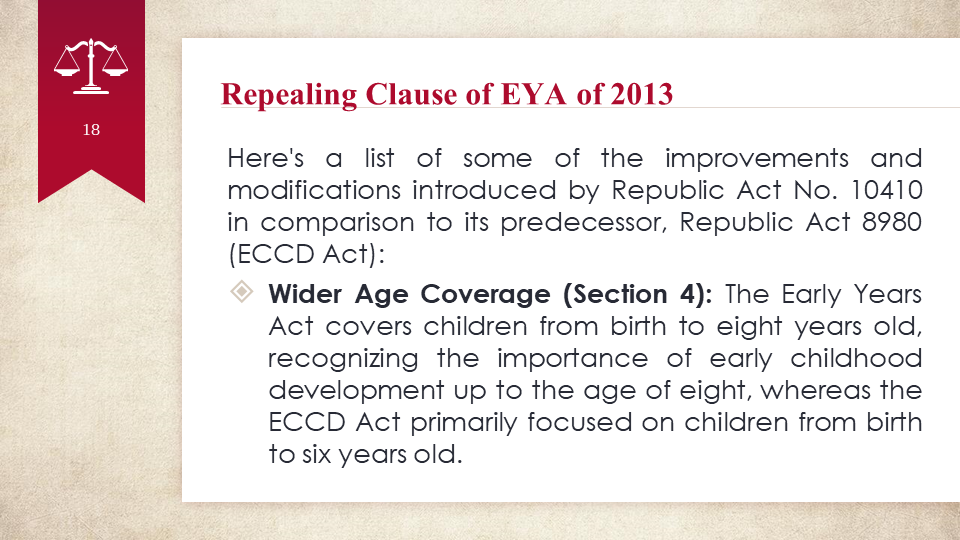 18
Repealing Clause of EYA of 2013
Here's a list of some of the improvements and
modifications introduced by Republic Act No. 10410
in comparison to its predecessor, Republic Act 8980
(ECCD Act):
Wider Age Coverage (Section 4): The Early Years
Act covers children from birth to eight years old,
recognizing the importance of early childhood
development up to the age of eight, whereas the
ECCD Act primarily focused on children from birth
to six years old.